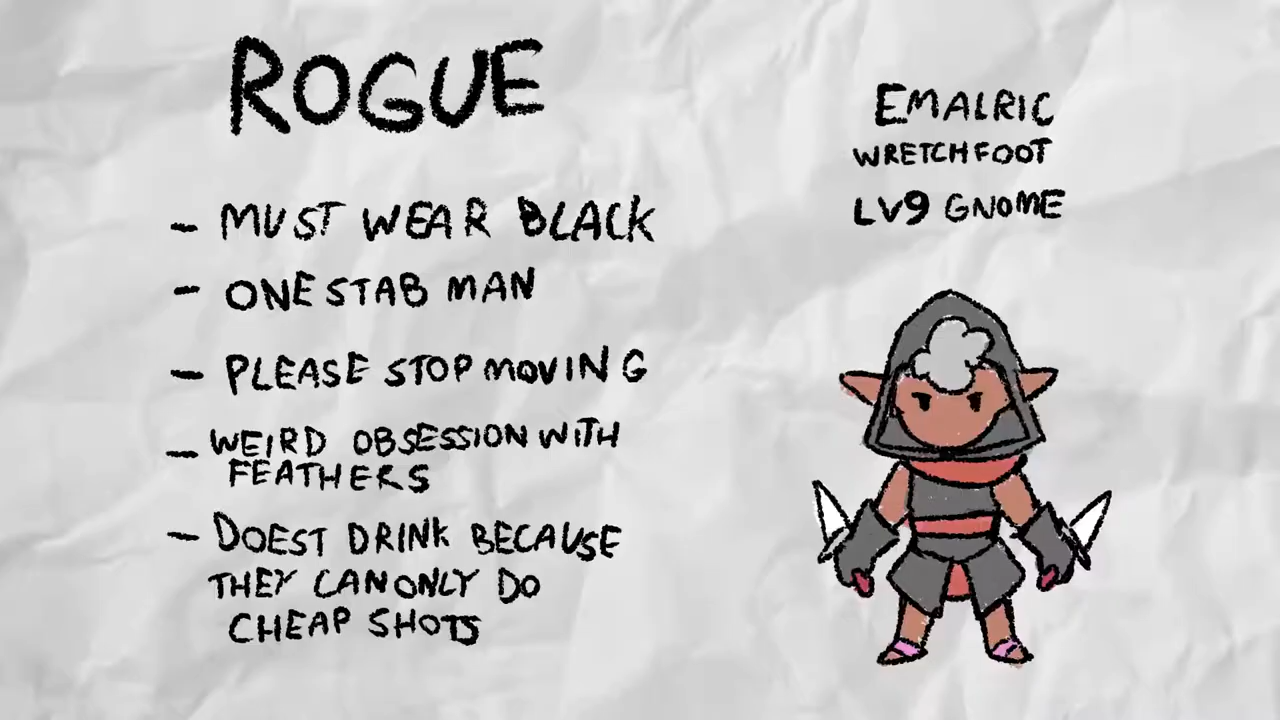 ROGUE
- MUST WEAR BLACK
- ONE STAB MAN
- PLEASE STOP MOVING
- WEIRD OBSESSION WITH
FEATHERS
- DOEST DRINK BECAUSE
THEY CAN ONLY DO
CHEAP SHOTS
EMALRIC
WRETCHFOOT
LV9 GNOME